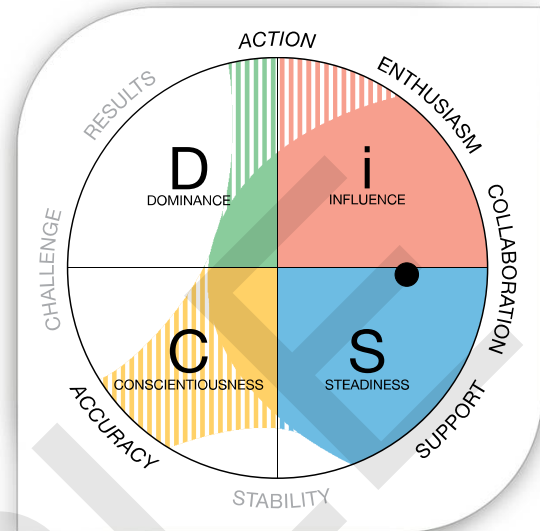 ACTION
ENTHUSIASM
RESULTS
D
DOMINANCE
i
INFLUENCE
COLLABORATION
CHALLENGE
C
CONSCIENTIOUSNESS
S
STEADINESS
ACCURACY
SUPPORT
STABILITY